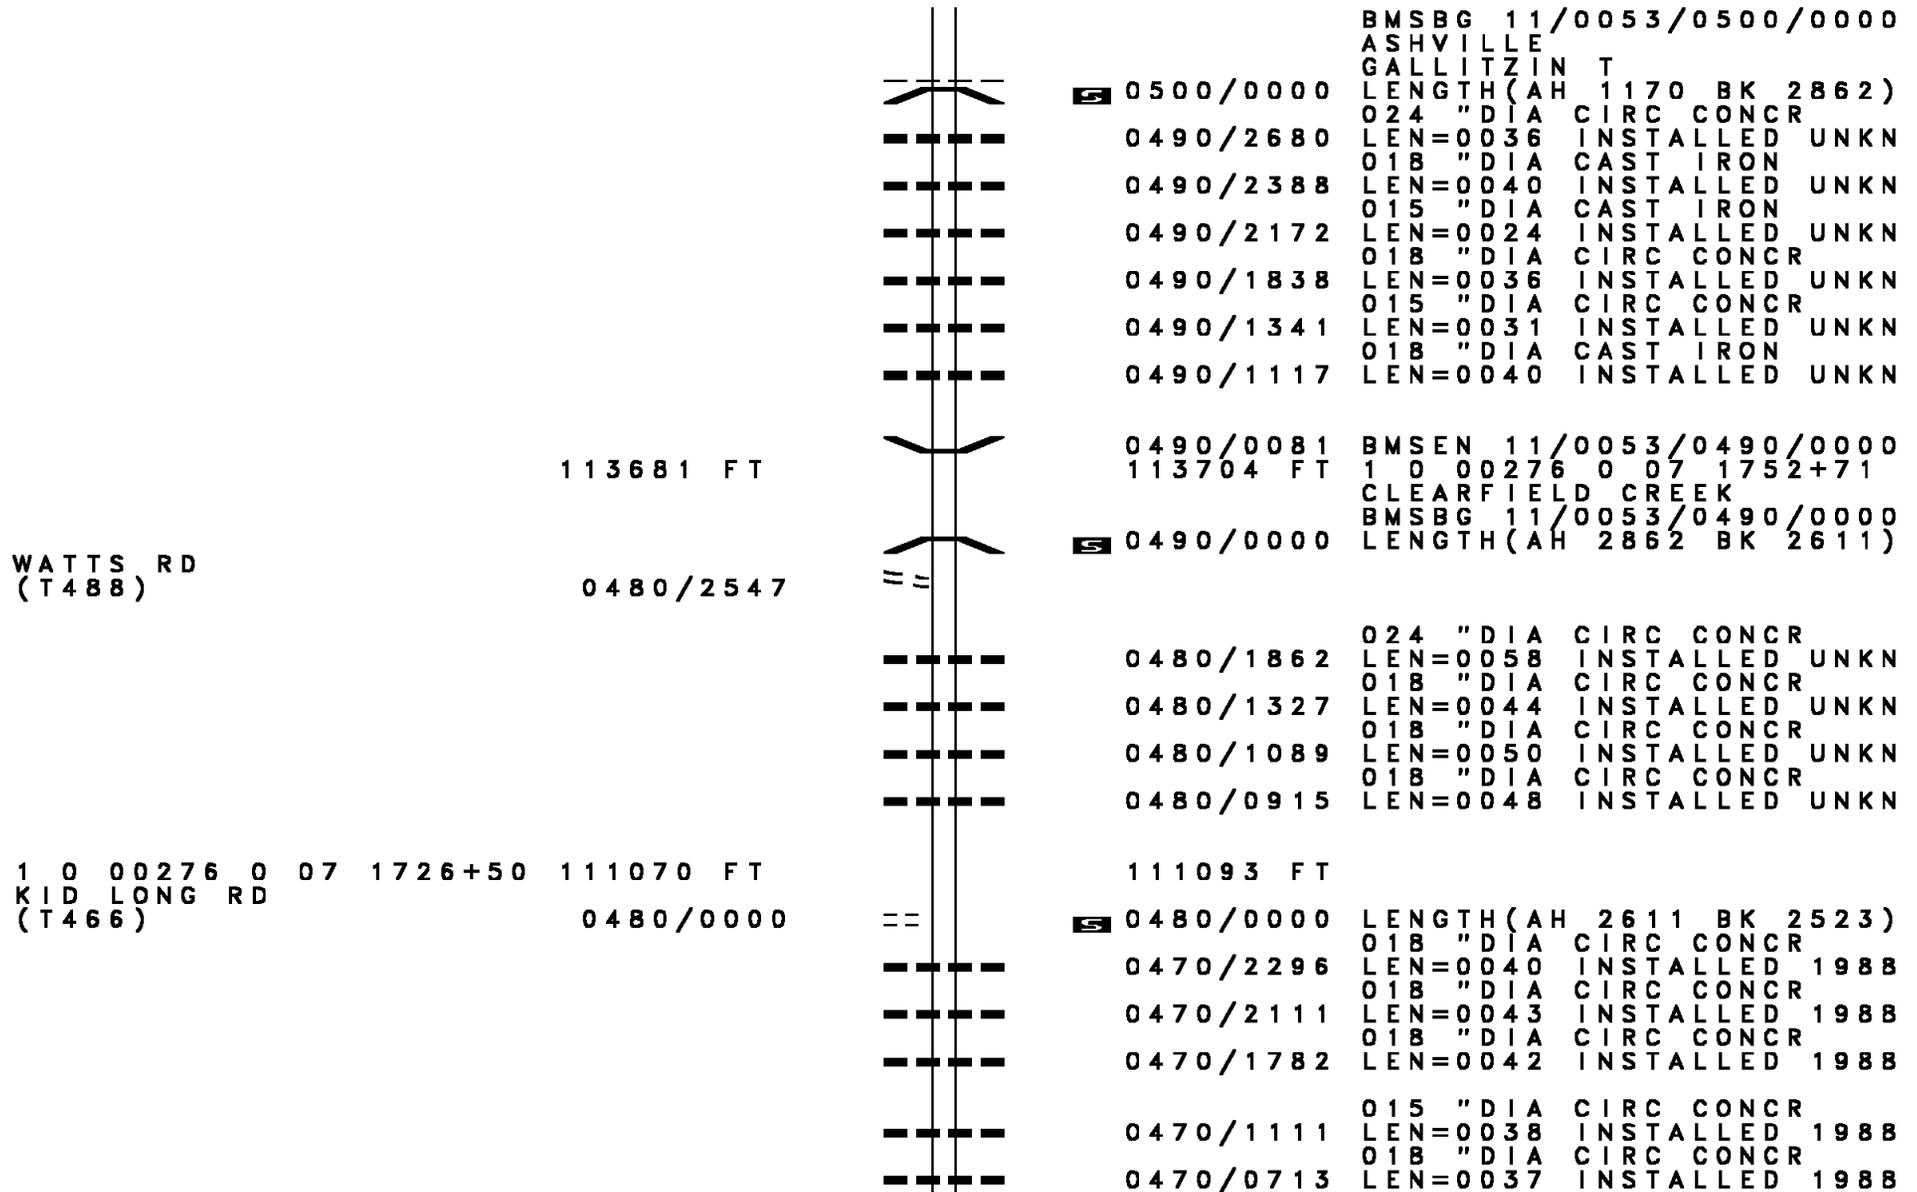 BMSBG 11/0053/0500/0000
ASHVILLE
GALLITZIN T
S 0500/0000 LENGTH(AH 1170 BK 2862)
024 "DIA CIRC CONCR
0490/2680 LEN=0036 INSTALLED UNKN
018 "DIA CAST IRON
0490/2388 LEN=0040 INSTALLED UNKN
015 "DIA CAST IRON
0490/2172 LEN=0024 INSTALLED UNKN
018 "DIA CIRC CONCR
0490/1838 LEN=0036 INSTALLED UNKN
015 "DIA CIRC CONCR
0490/1341 LEN=0031 INSTALLED UNKN
018 "DIA CAST IRON
0490/1117 LEN=0040 INSTALLED UNKN
0490/0081 BMSEN 11/0053/0490/0000
113681 FT 113704 FT 1 0 00276 0 07 1752+71
CLEARFIELD CREEK
BMSBG 11/0053/0490/0000
S 0490/0000 LENGTH(AH 2862 BK 2611)
WATTS RD
(T488) 0480/2547
024 "DIA CIRC CONCR
0480/1862 LEN=0058 INSTALLED UNKN
018 "DIA CIRC CONCR
0480/1327 LEN=0044 INSTALLED UNKN
018 "DIA CIRC CONCR
0480/1089 LEN=0050 INSTALLED UNKN
018 "DIA CIRC CONCR
0480/0915 LEN=0048 INSTALLED UNKN
1 0 00276 0 07 1726+50 111070 FT 111093 FT
KID LONG RD
(T466) 0480/0000 S 0480/0000 LENGTH(AH 2611 BK 2523)
018 "DIA CIRC CONCR
0470/2296 LEN=0040 INSTALLED 1988
018 "DIA CIRC CONCR
0470/2111 LEN=0043 INSTALLED 1988
018 "DIA CIRC CONCR
0470/1782 LEN=0042 INSTALLED 1988
015 "DIA CIRC CONCR
0470/1111 LEN=0038 INSTALLED 1988
018 "DIA CIRC CONCR
0470/0713 LEN=0037 INSTALLED 1988